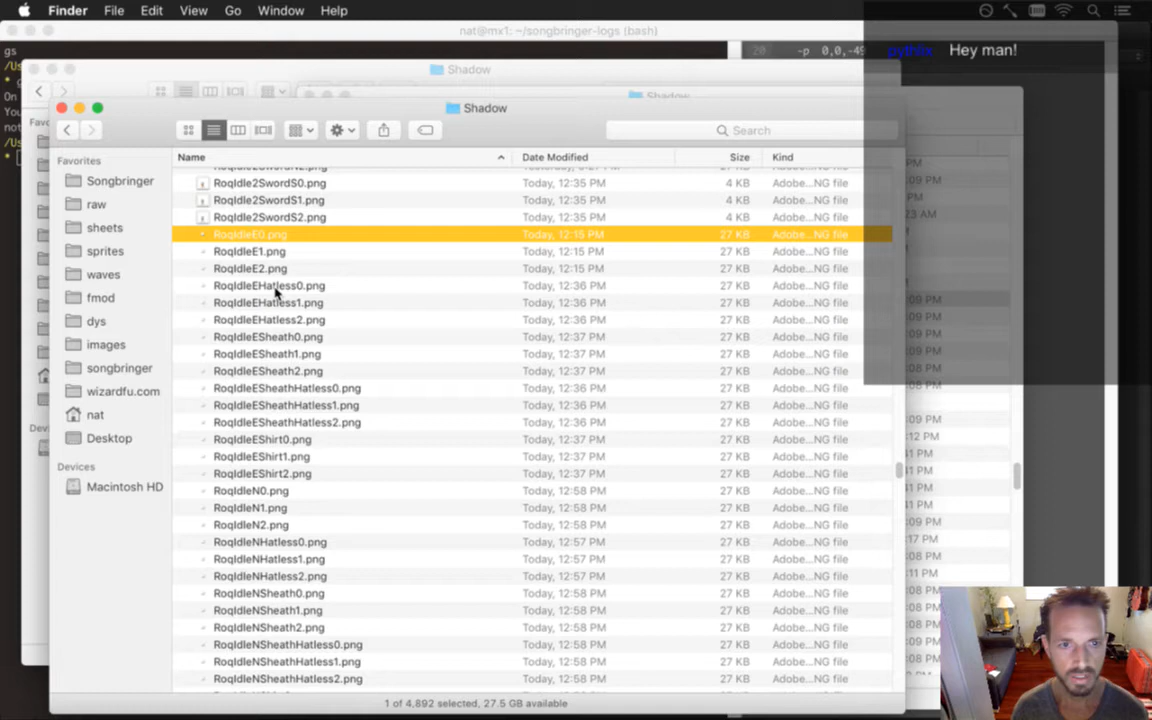 Finder File Edit View Go Window Help
nat@mx1: ~/songbringer-logs (bash)
gs
20 -p 0,0,-49
pythix Hey man!
Shadow
Shadow
Shadow
Search
Name Date Modified Size Kind
Favorites
Songbringer
raw
sheets
sprites
waves
fmod
dys
images
songbringer
wizardfu.com
nat
Desktop
Devices
Macintosh HD
RoqIdle2SwordS0.png Today, 12:35 PM 4 KB Adobe...NG file
RoqIdle2SwordS1.png Today, 12:35 PM 4 KB Adobe...NG file
RoqIdle2SwordS2.png Today, 12:35 PM 4 KB Adobe...NG file
RoqIdleE0.png Today, 12:15 PM 27 KB Adobe...NG file
RoqIdleE1.png Today, 12:15 PM 27 KB Adobe...NG file
RoqIdleE2.png Today, 12:15 PM 27 KB Adobe...NG file
RoqIdleEHatless0.png Today, 12:36 PM 27 KB Adobe...NG file
RoqIdleEHatless1.png Today, 12:36 PM 27 KB Adobe...NG file
RoqIdleEHatless2.png Today, 12:36 PM 27 KB Adobe...NG file
RoqIdleESheath0.png Today, 12:37 PM 27 KB Adobe...NG file
RoqIdleESheath1.png Today, 12:37 PM 27 KB Adobe...NG file
RoqIdleESheath2.png Today, 12:37 PM 27 KB Adobe...NG file
RoqIdleESheathHatless0.png Today, 12:36 PM 27 KB Adobe...NG file
RoqIdleESheathHatless1.png Today, 12:36 PM 27 KB Adobe...NG file
RoqIdleESheathHatless2.png Today, 12:36 PM 27 KB Adobe...NG file
RoqIdleEShirt0.png Today, 12:37 PM 27 KB Adobe...NG file
RoqIdleEShirt1.png Today, 12:37 PM 27 KB Adobe...NG file
RoqIdleEShirt2.png Today, 12:37 PM 27 KB Adobe...NG file
RoqIdleN0.png Today, 12:58 PM 27 KB Adobe...NG file
RoqIdleN1.png Today, 12:58 PM 27 KB Adobe...NG file
RoqIdleN2.png Today, 12:58 PM 27 KB Adobe...NG file
RoqIdleNHatless0.png Today, 12:57 PM 27 KB Adobe...NG file
RoqIdleNHatless1.png Today, 12:57 PM 27 KB Adobe...NG file
RoqIdleNHatless2.png Today, 12:57 PM 27 KB Adobe...NG file
RoqIdleNSheath0.png Today, 12:58 PM 27 KB Adobe...NG file
RoqIdleNSheath1.png Today, 12:58 PM 27 KB Adobe...NG file
RoqIdleNSheath2.png Today, 12:58 PM 27 KB Adobe...NG file
RoqIdleNSheathHatless0.png Today, 12:58 PM 27 KB Adobe...NG file
RoqIdleNSheathHatless1.png Today, 12:58 PM 27 KB Adobe...NG file
RoqIdleNSheathHatless2.png Today, 12:58 PM 27 KB Adobe...NG file
1 of 4,892 selected, 27.5 GB available